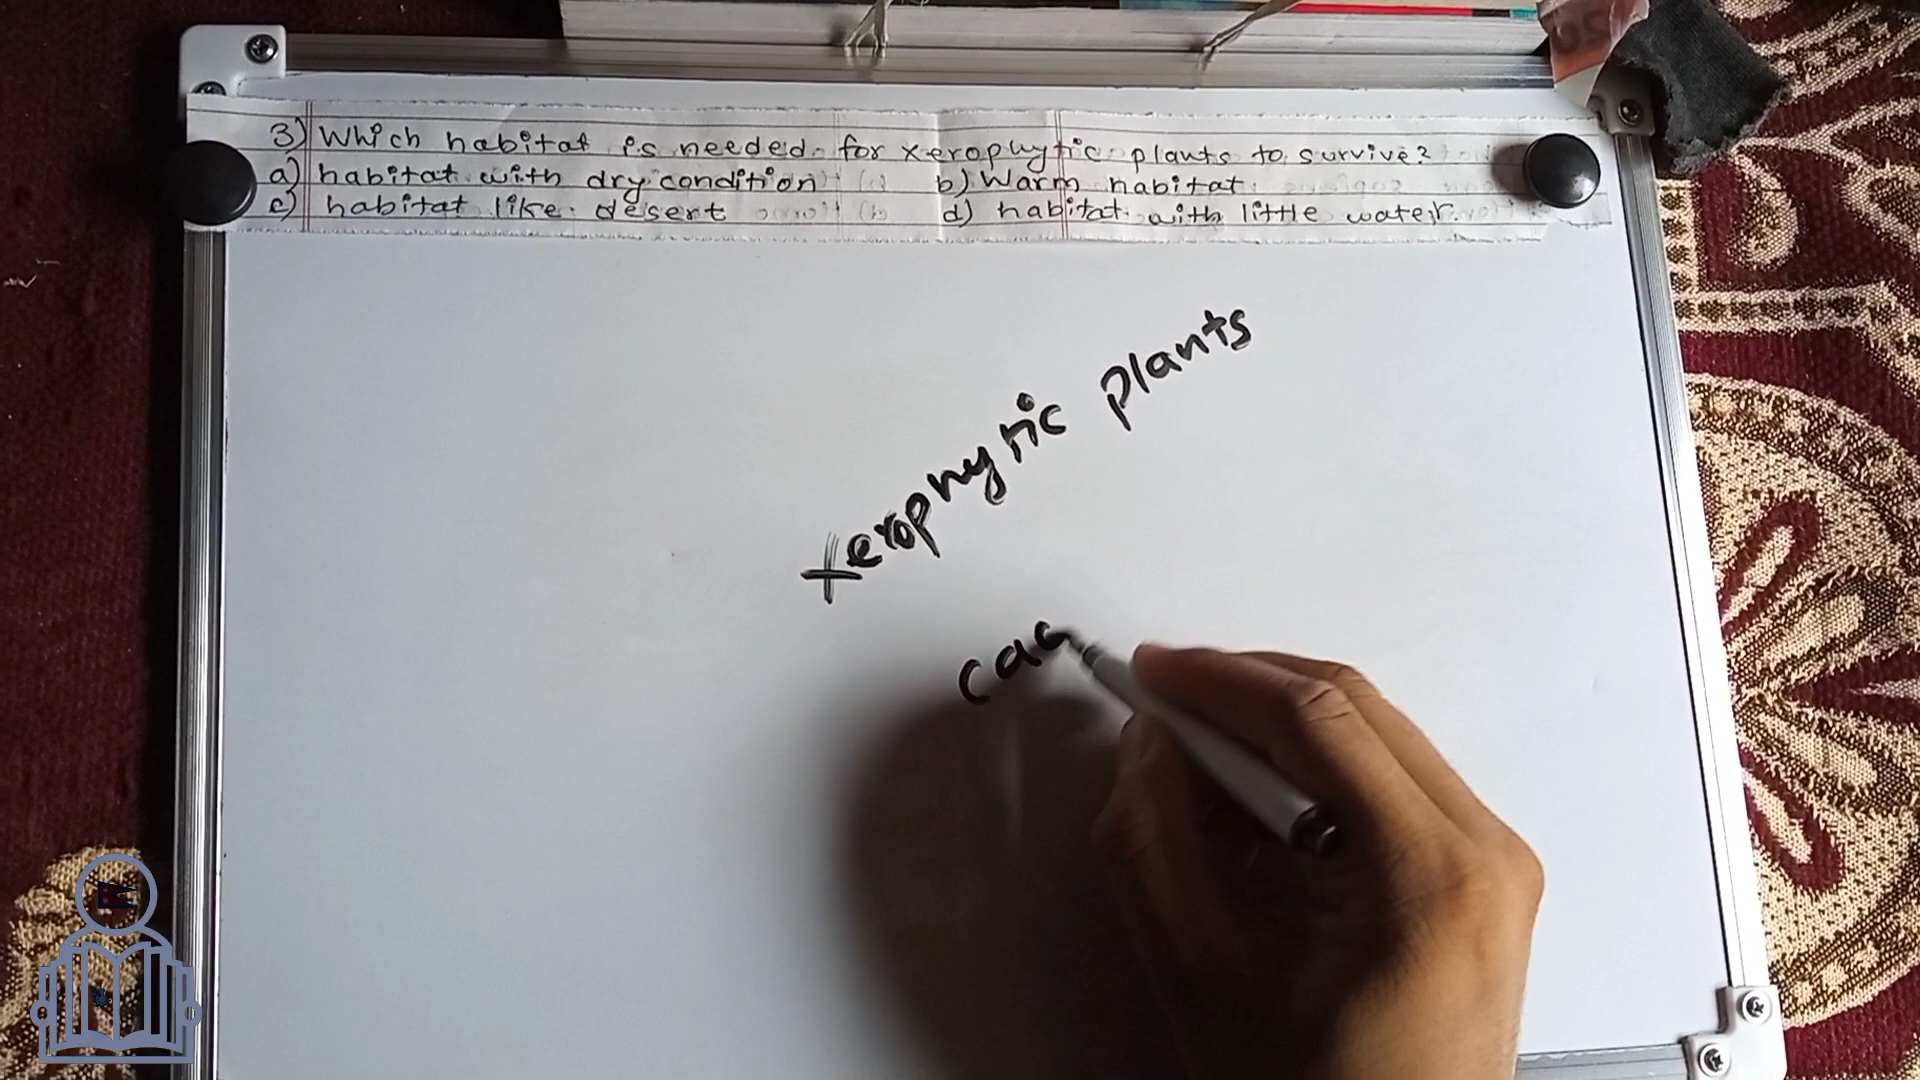 3) Which habitat is needed for xerophytic plants to survive?
a) habitat with dry condition b) Warm habitat
c) habitat like desert d) habitat with little water.
xerophytic plants
cac